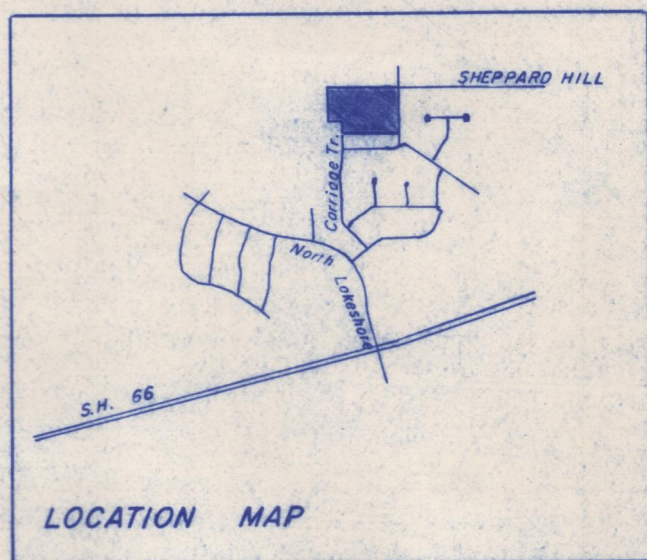 SHEPPARD HILL
Carriage Tr.
North Lakeshore
S.H. 66
LOCATION MAP